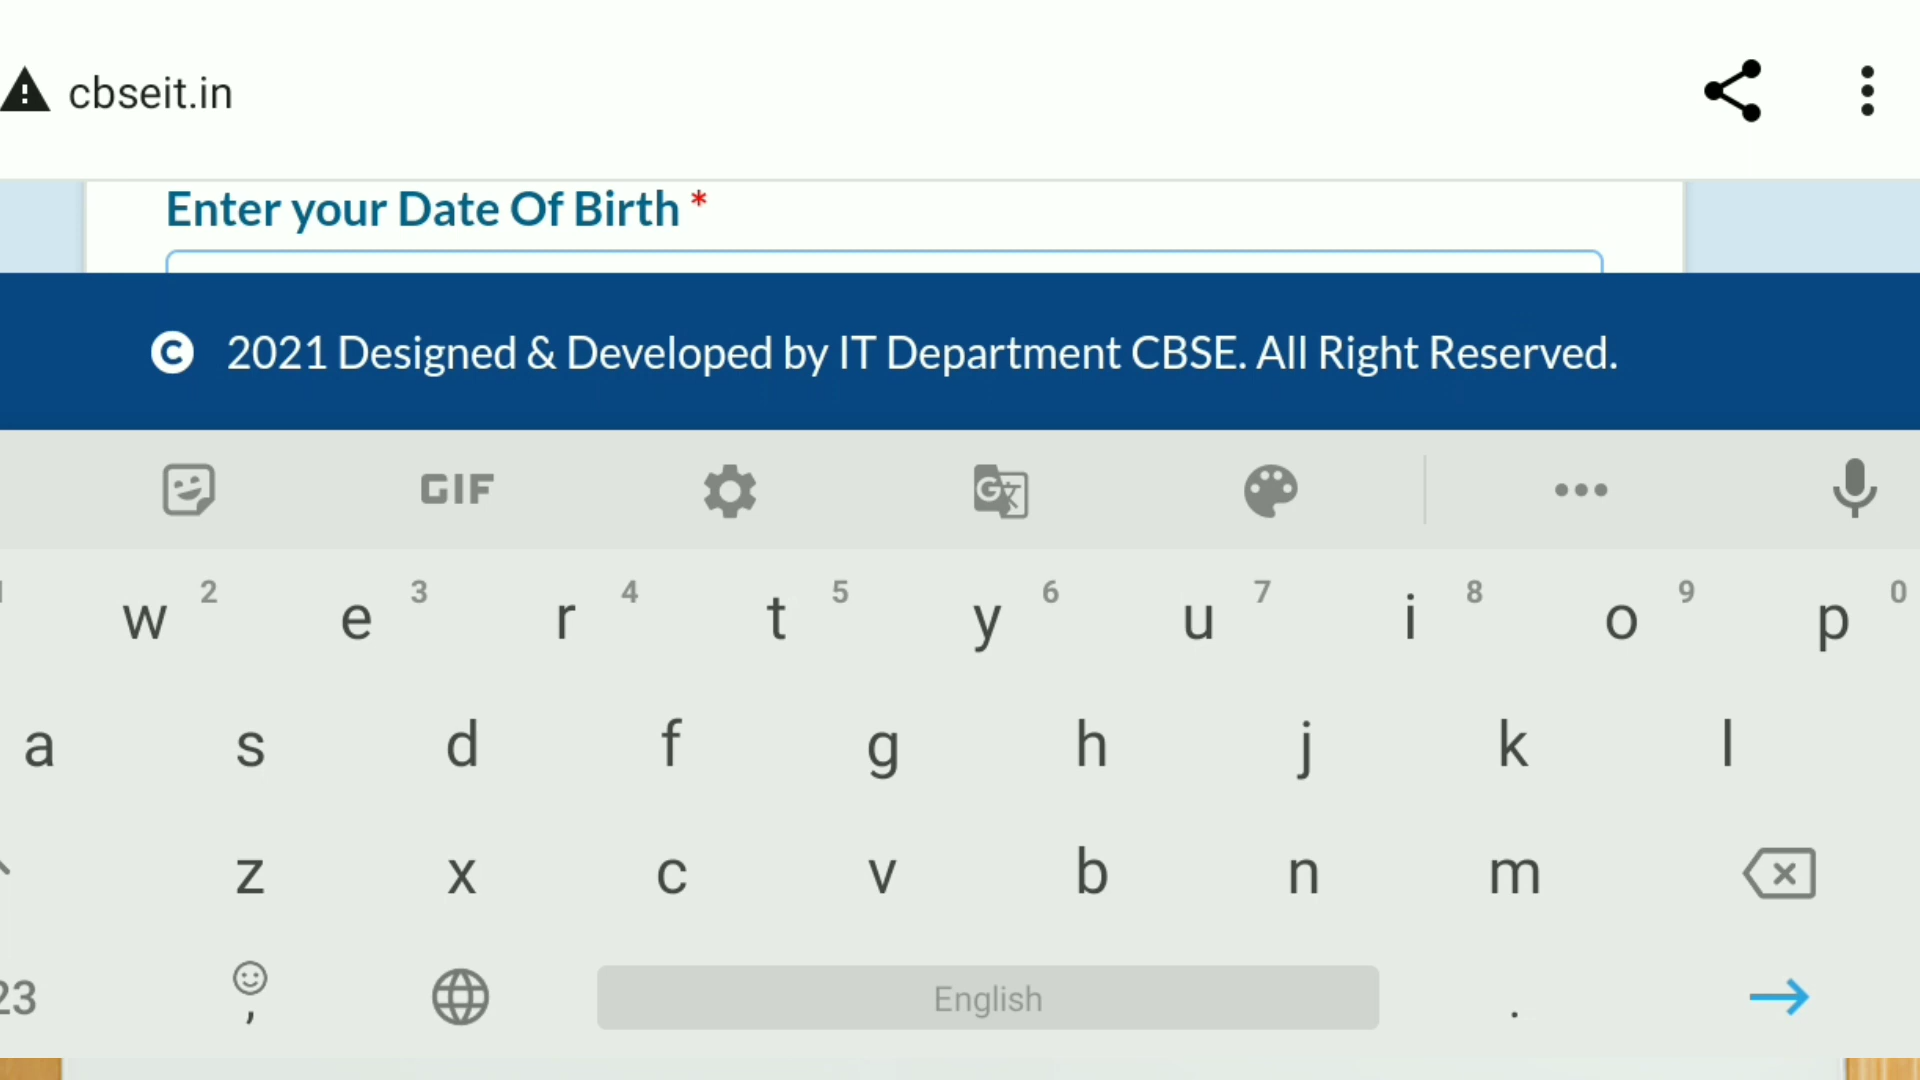 cbseit.in
Enter your Date Of Birth *
© 2021 Designed & Developed by IT Department CBSE. All Right Reserved.
GIF G
2 3 4 5 6 7 8 9 0
w e r t y u i o p
a s d f g h j k l
z x c v b n m
23 , English .